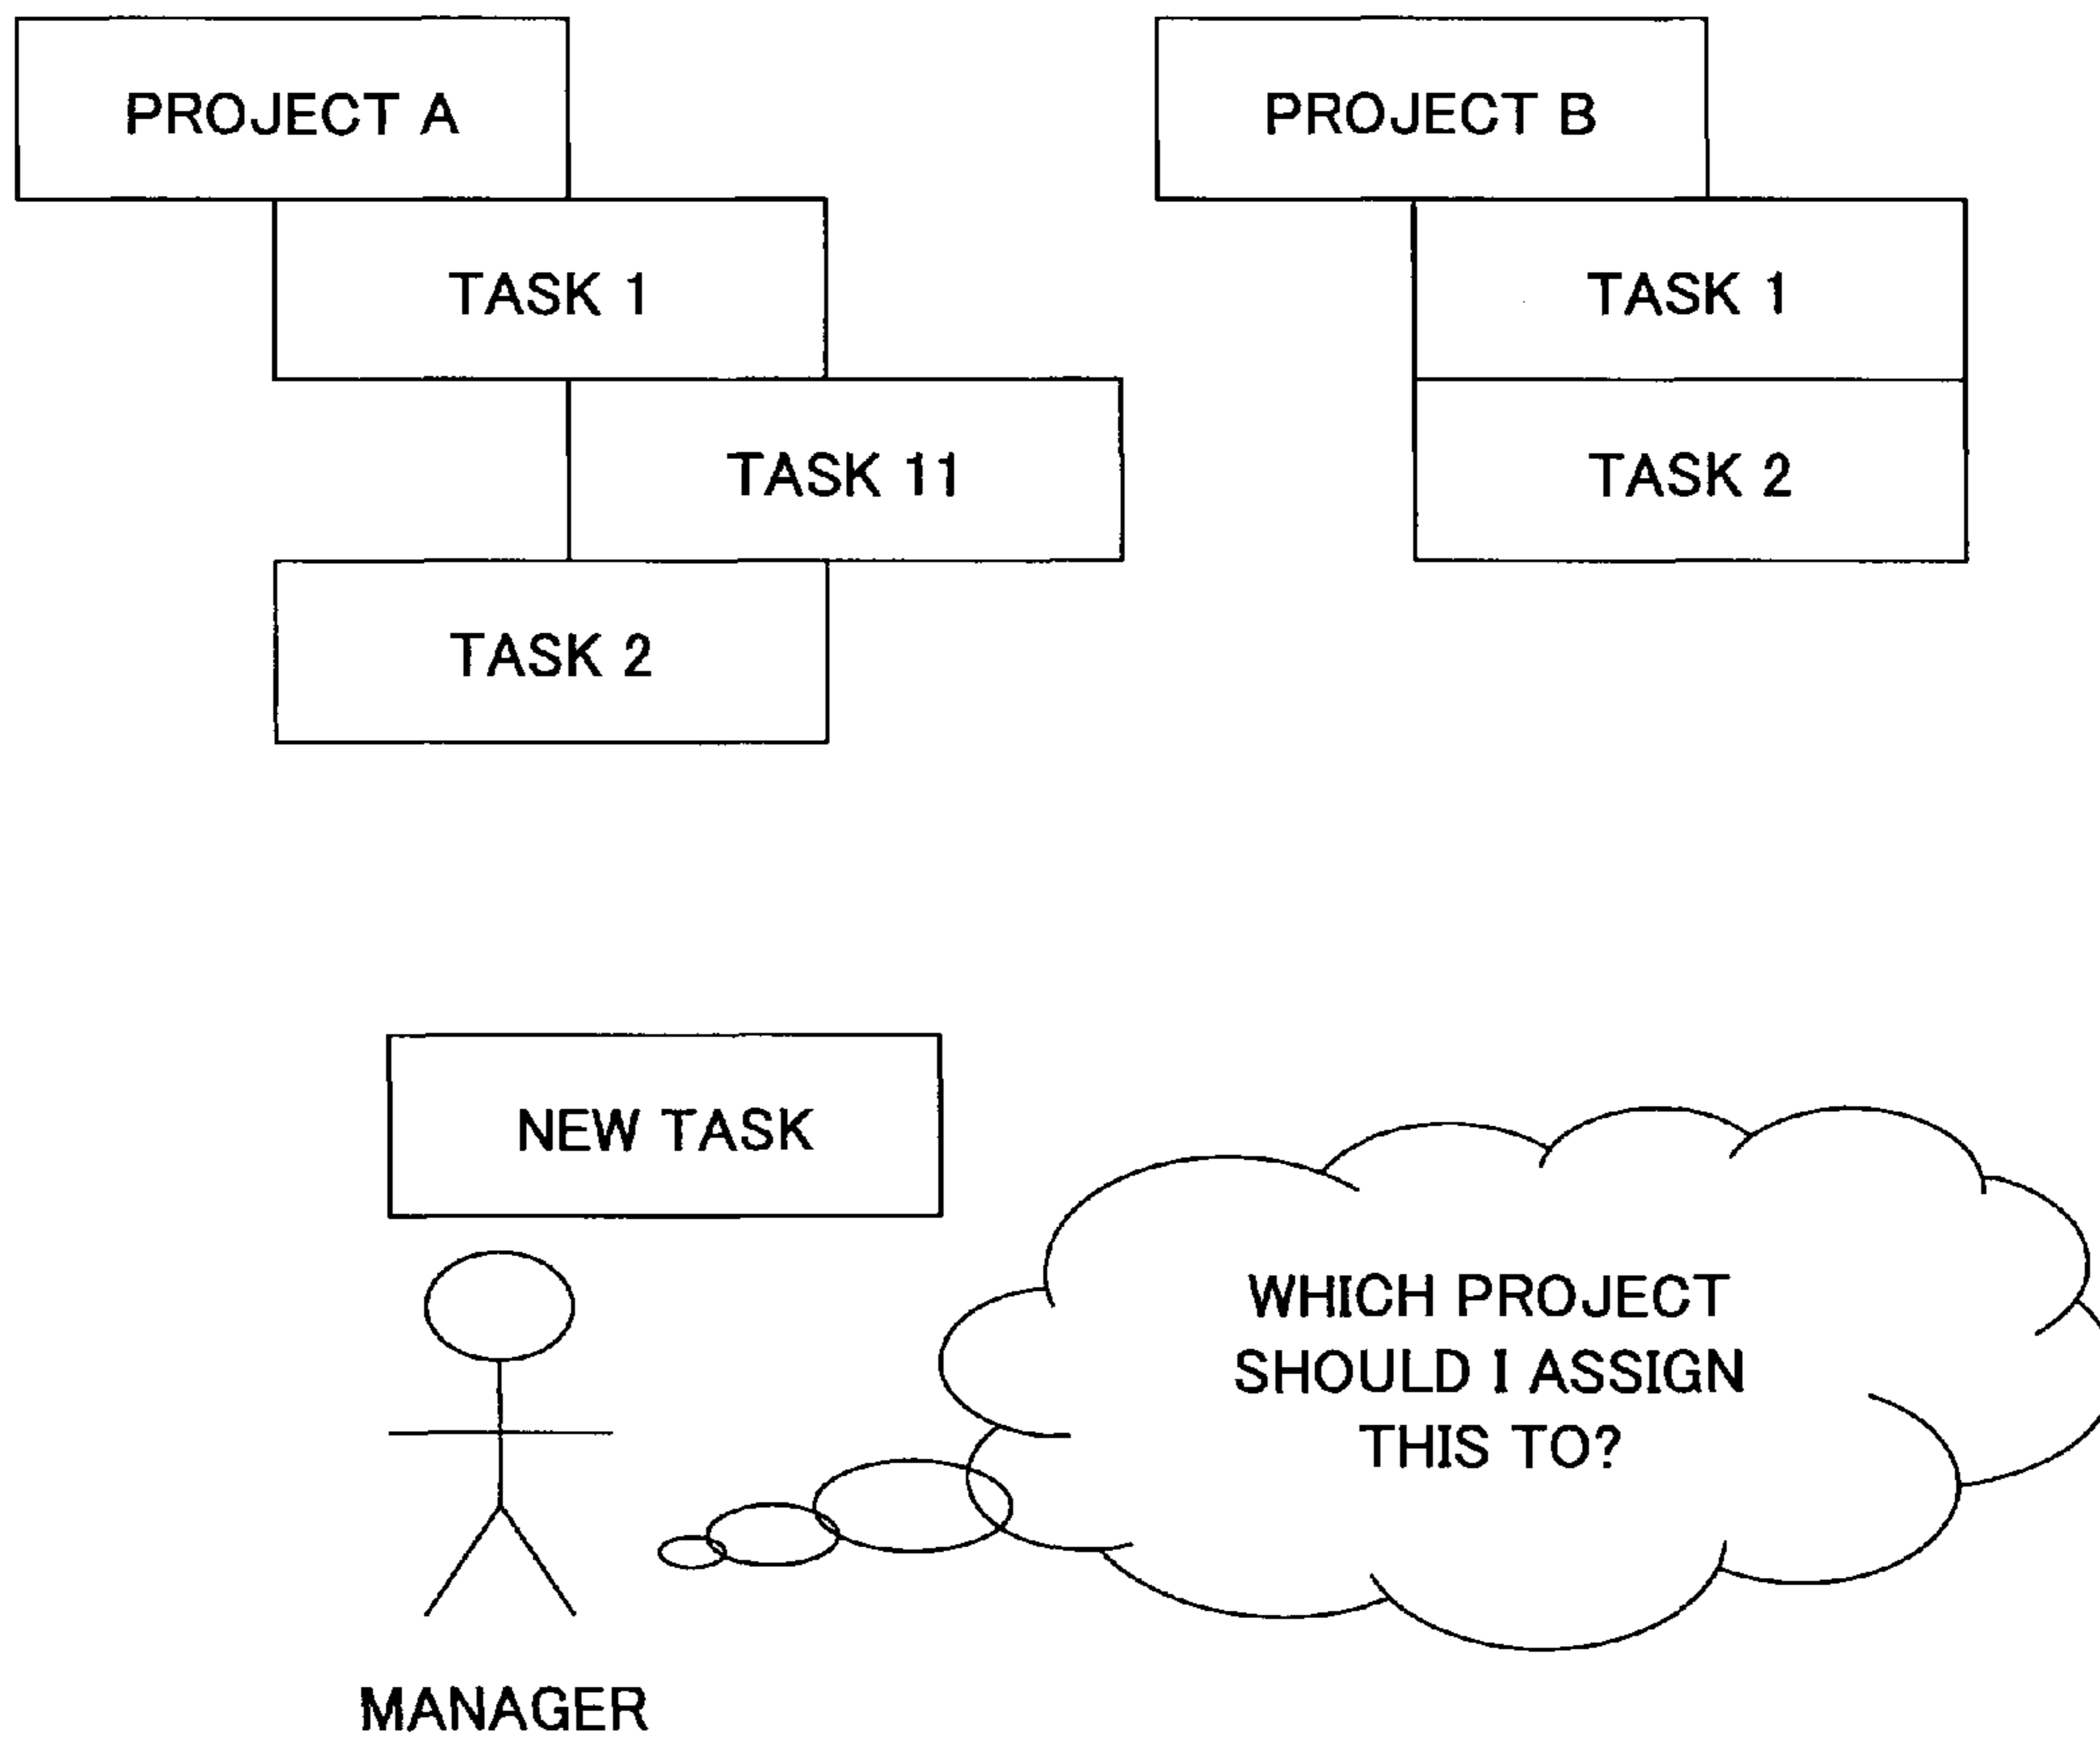 PROJECT A
TASK 1
TASK 11
TASK 2
PROJECT B
TASK 1
TASK 2
NEW TASK
WHICH PROJECT
SHOULD I ASSIGN
THIS TO?
MANAGER